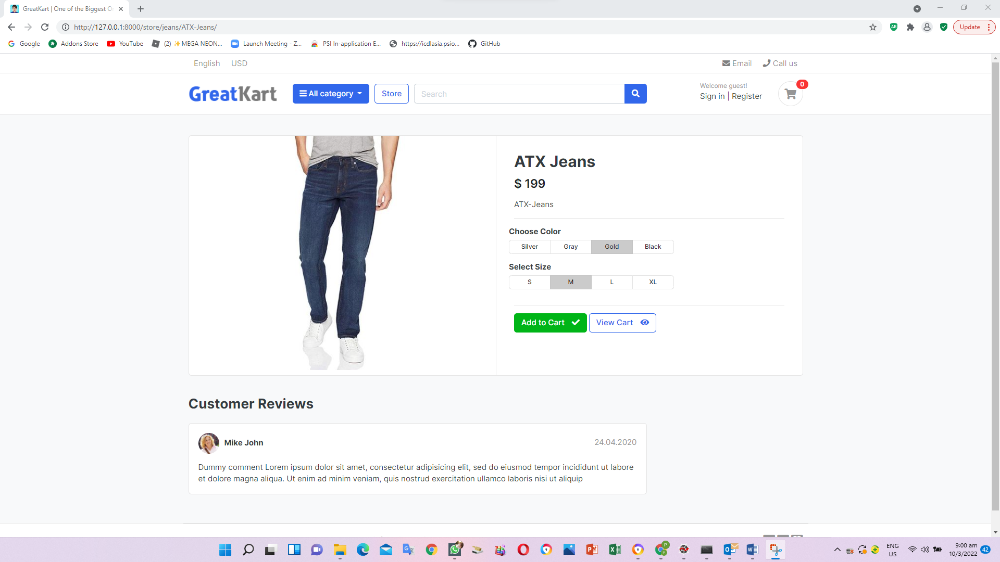 GreatKart | One of the Biggest O
http://127.0.0.1:8000/store/jeans/ATX-Jeans/
Update
Google
Addons Store
YouTube
(2) ✨MEGA NEON...
Launch Meeting - Z...
PSI In-application E...
https://icdlasia.psio...
GitHub
English USD
Email Call us
GreatKart
All category
Store
Search
Welcome guest!
Sign in | Register
0
ATX Jeans
$ 199
ATX-Jeans
Choose Color
Silver Gray Gold Black
Select Size
S M L XL
Add to Cart
View Cart
Customer Reviews
Mike John
24.04.2020
Dummy comment Lorem ipsum dolor sit amet, consectetur adipisicing elit, sed do eiusmod tempor incididunt ut labore
et dolore magna aliqua. Ut enim ad minim veniam, quis nostrud exercitation ullamco laboris nisi ut aliquip
ENG
US
9:00 am
10/3/2022
42